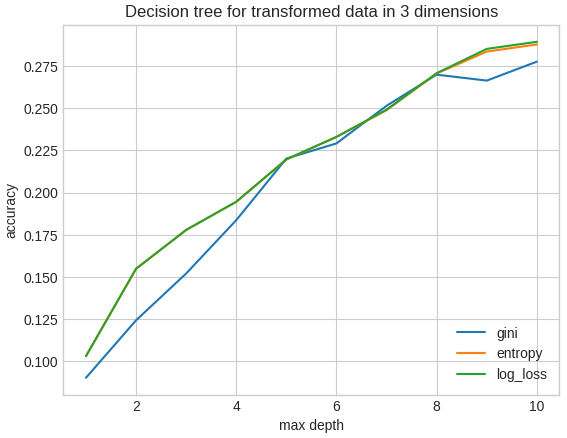 Decision tree for transformed data in 3 dimensions
accuracy
0.275
0.250
0.225
0.200
0.175
0.150
0.125
0.100
gini
entropy
log_loss
2 4 6 8 10
max depth